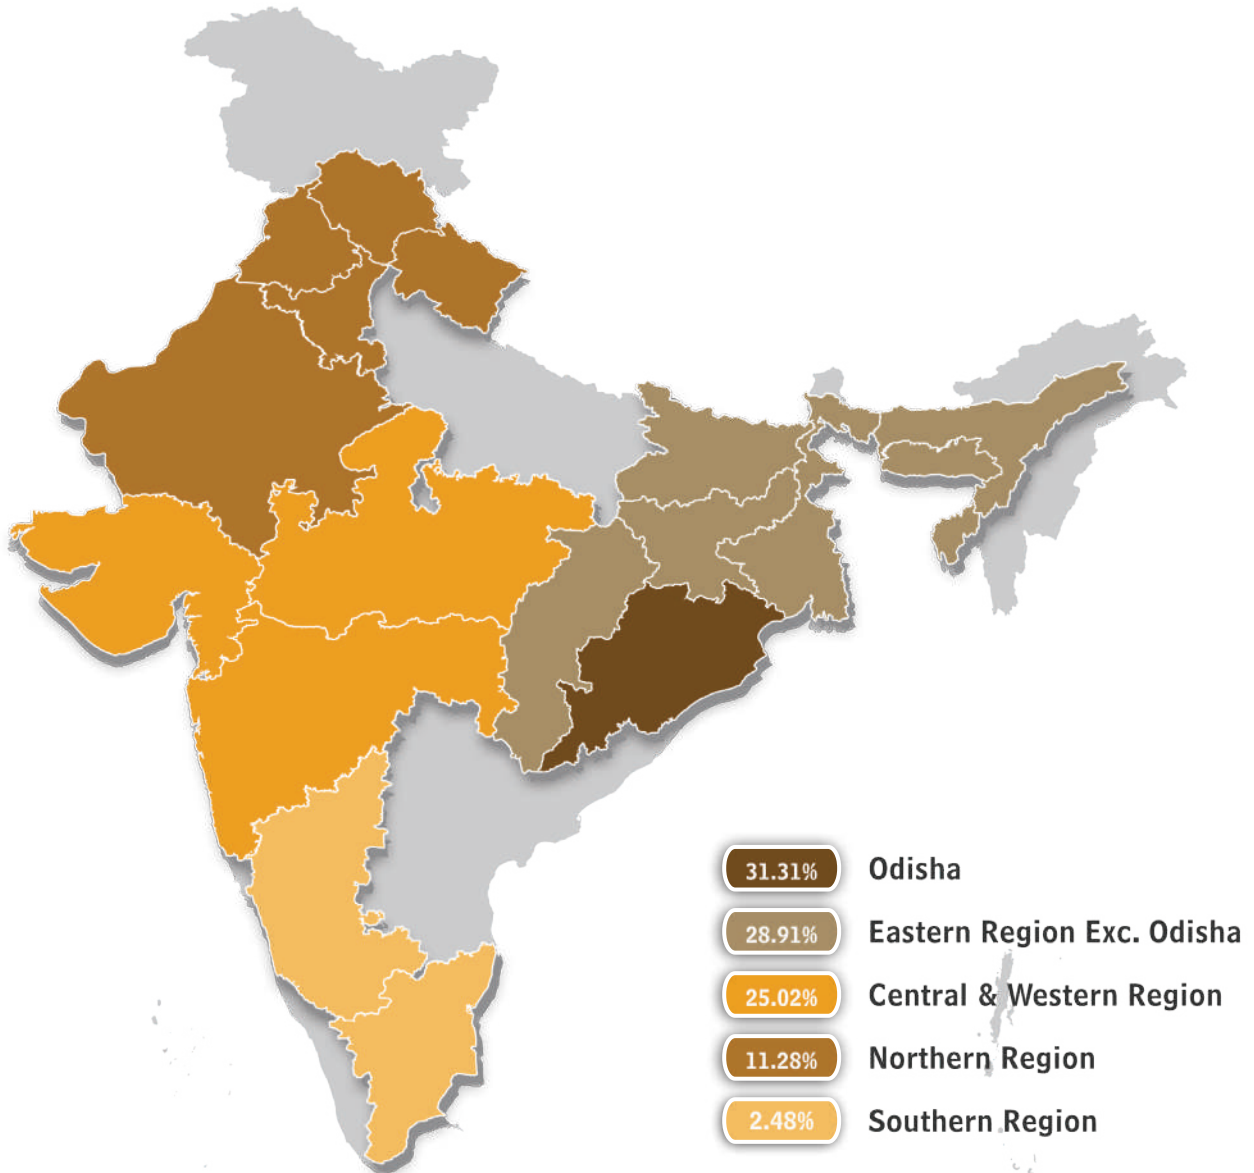 31.31% Odisha
28.91% Eastern Region Exc. Odisha
25.02% Central & Western Region
11.28% Northern Region
2.48% Southern Region